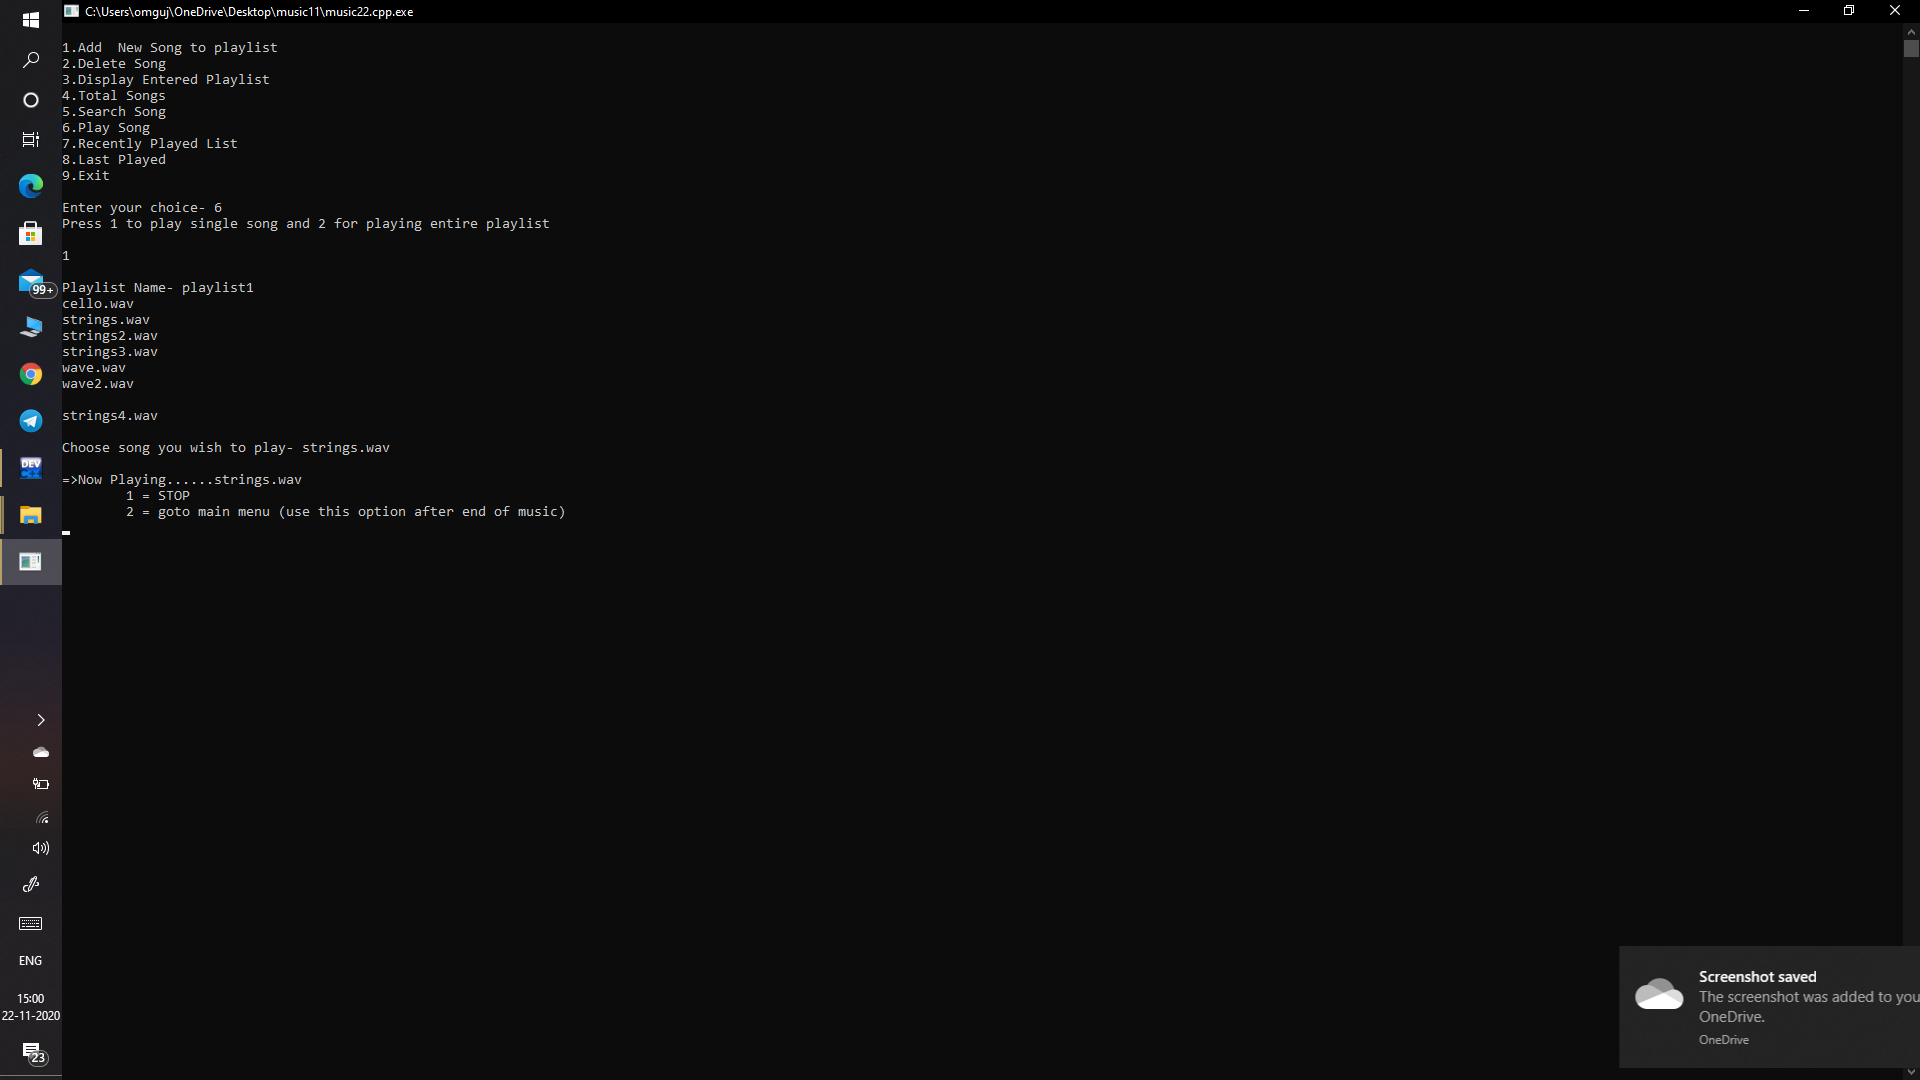 C:\Users\omguj\OneDrive\Desktop\music11\music22.cpp.exe
1.Add  New Song to playlist
2.Delete Song
3.Display Entered Playlist
4.Total Songs
5.Search Song
6.Play Song
7.Recently Played List
8.Last Played
9.Exit
Enter your choice- 6
Press 1 to play single song and 2 for playing entire playlist
1
Playlist Name- playlist1
cello.wav
strings.wav
strings2.wav
strings3.wav
wave.wav
wave2.wav
strings4.wav
Choose song you wish to play- strings.wav
=>Now Playing......strings.wav
1 = STOP
2 = goto main menu (use this option after end of music)
99+
DEV
ENG
15:00
22-11-2020
23
Screenshot saved
The screenshot was added to you
OneDrive.
OneDrive